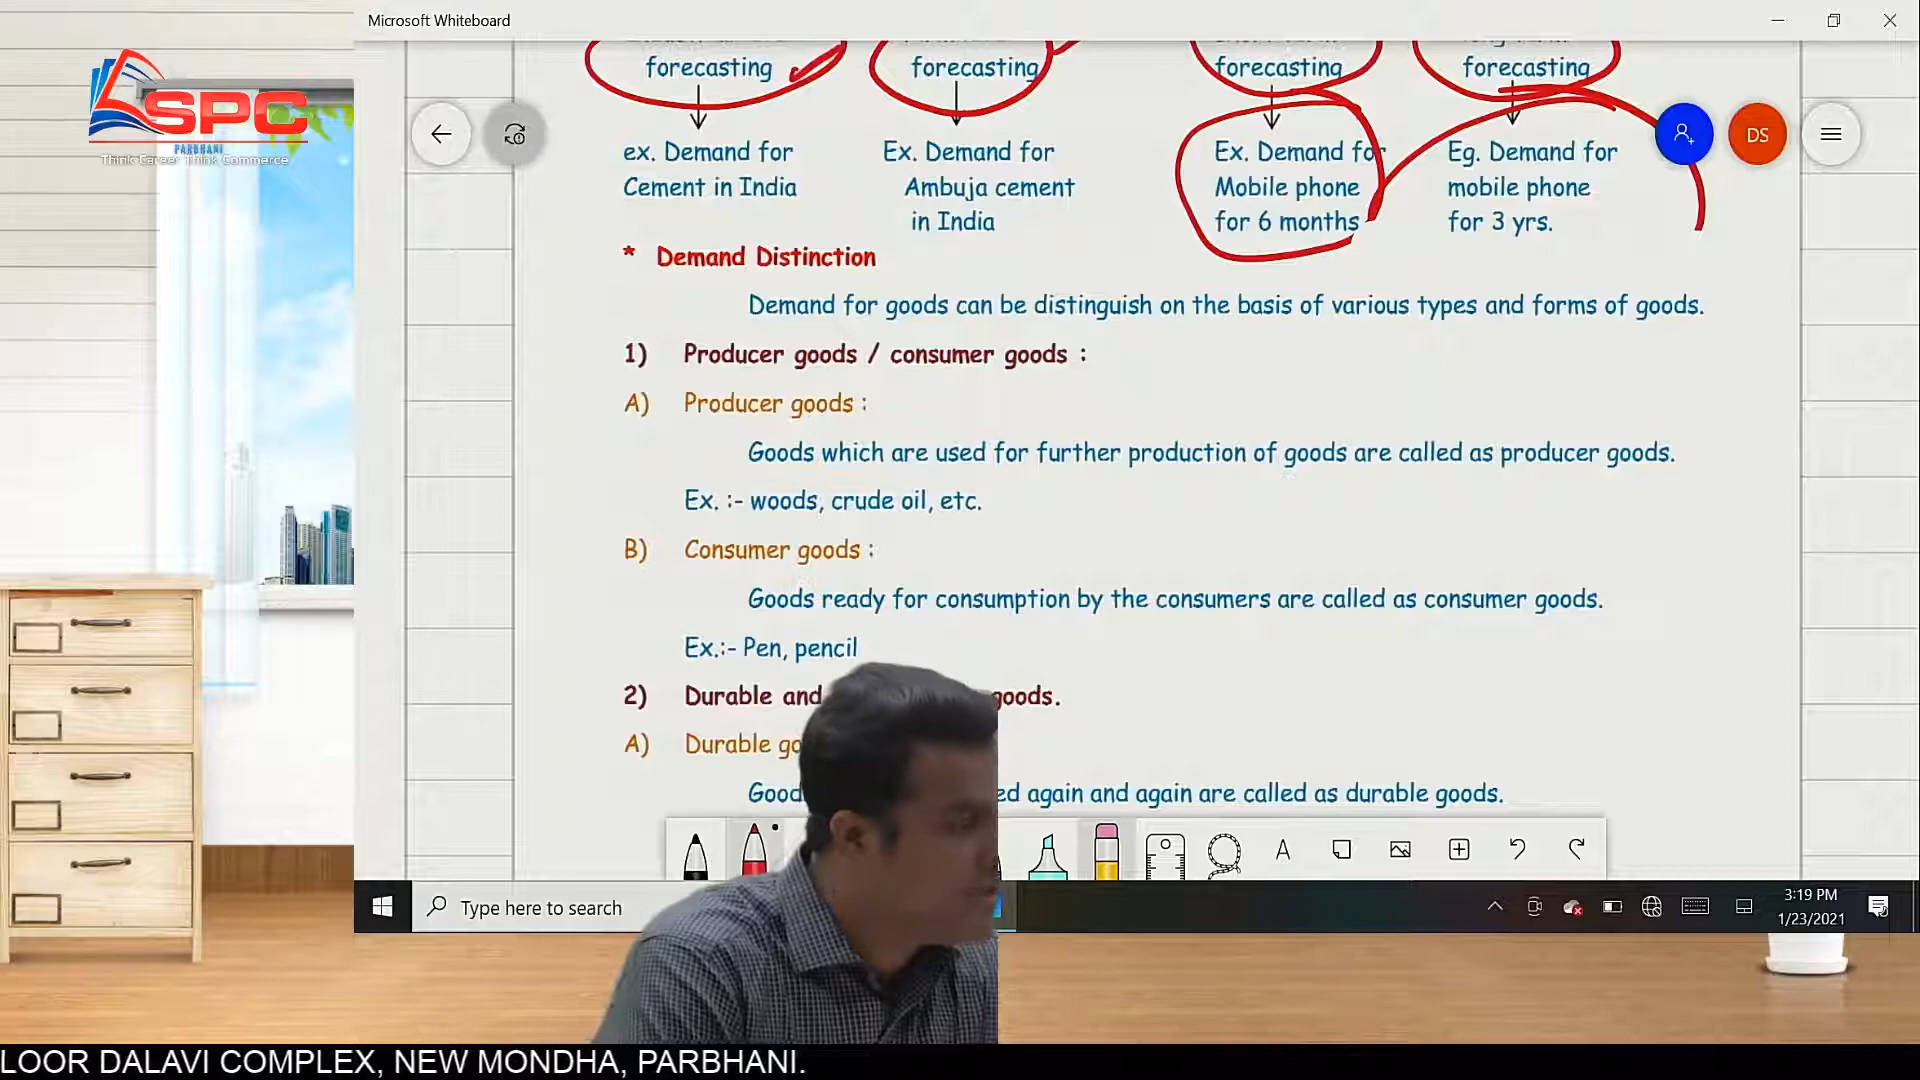 Microsoft Whiteboard
SPC
PARBHANI
Think Career Think Commerce
forecasting forecasting forecasting forecasting
ex. Demand for Cement in India
Ex. Demand for Ambuja cement in India
Ex. Demand for Mobile phone for 6 months
Eg. Demand for mobile phone for 3 yrs.
DS
* Demand Distinction
Demand for goods can be distinguish on the basis of various types and forms of goods.
1) Producer goods / consumer goods :
A) Producer goods :
Goods which are used for further production of goods are called as producer goods.
Ex. :- woods, crude oil, etc.
B) Consumer goods :
Goods ready for consumption by the consumers are called as consumer goods.
Ex.:- Pen, pencil
2) Durable and goods.
A) Durable
again and again are called as durable goods.
Type here to search
3:19 PM
1/23/2021
LOOR DALAVI COMPLEX, NEW MONDHA, PARBHANI.